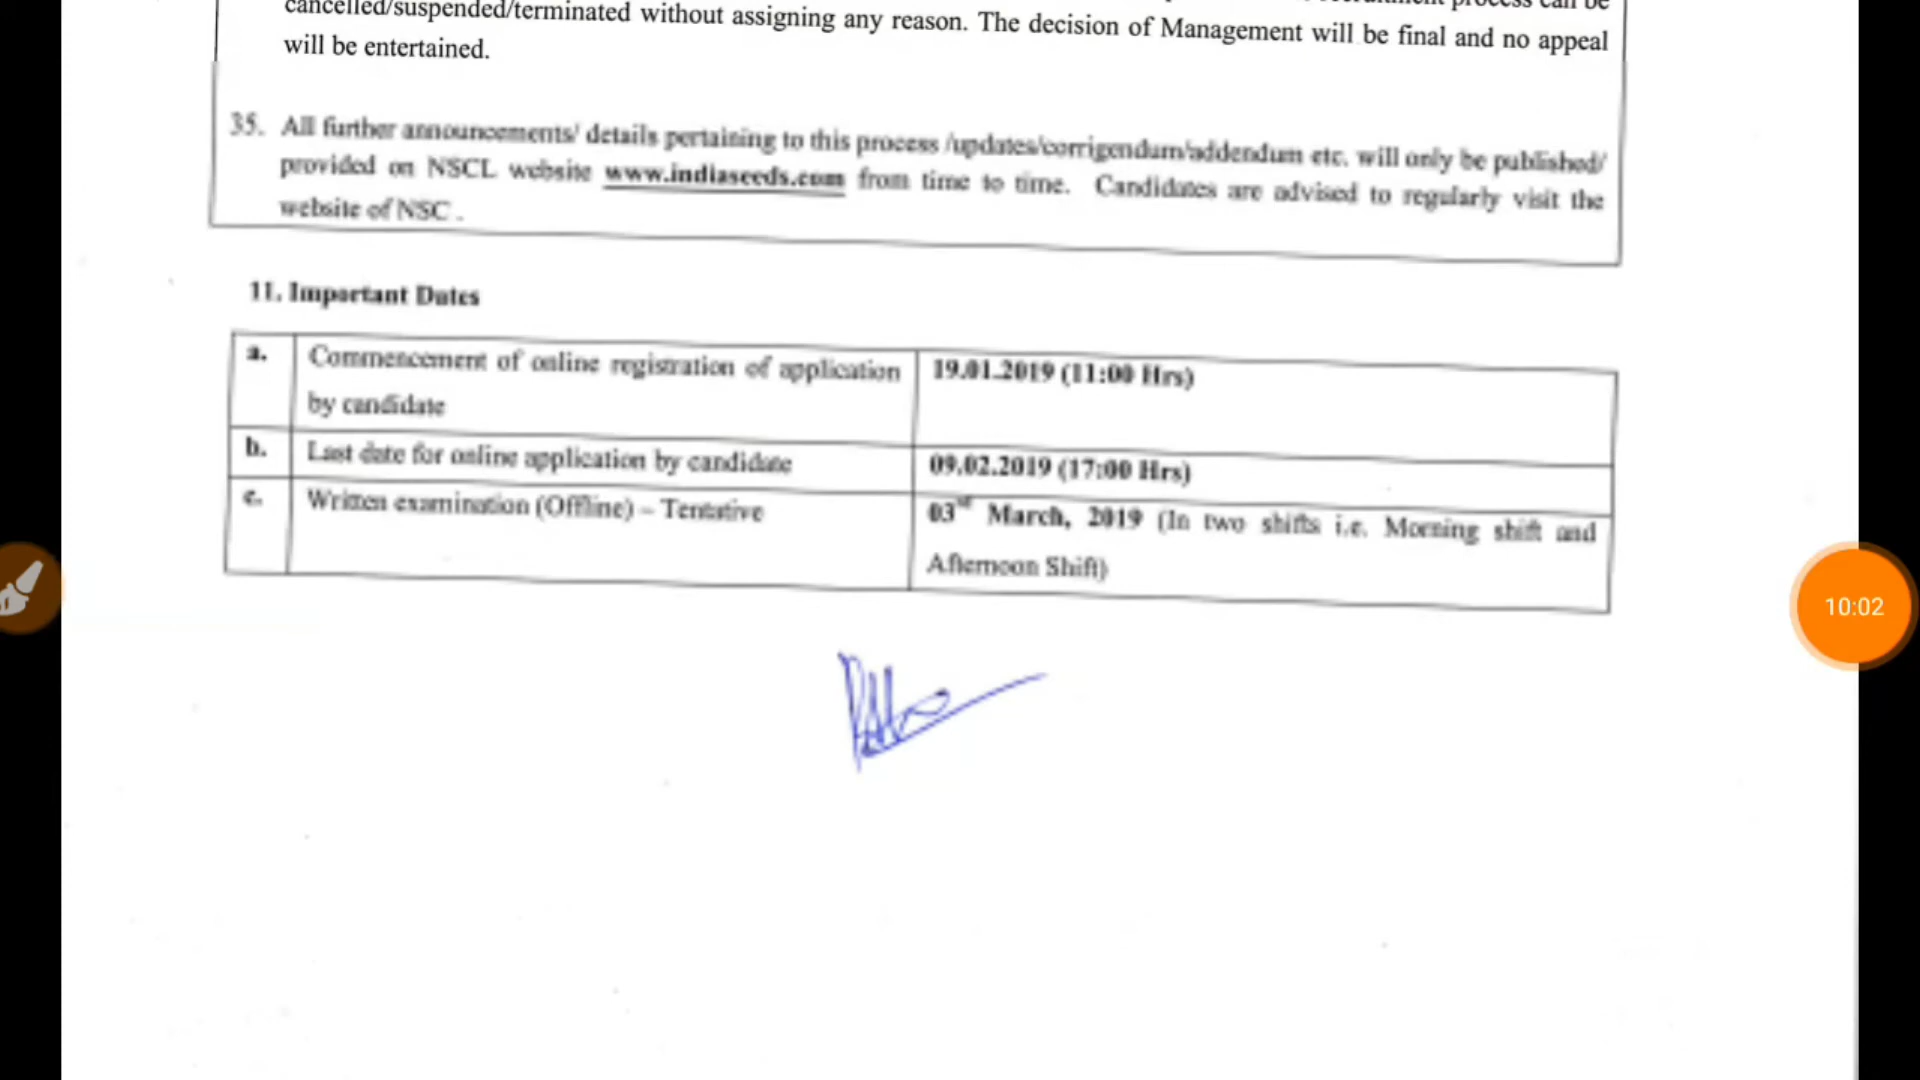 cancelled/suspended/terminated without assigning any reason. The decision of Management will be final and no appeal
will be entertained.
35. All further announcements/ details pertaining to this process /updates/corrigendum/addendum etc. will only be published/
provided on NSCL website www.indiaseeds.com from time to time. Candidates are advised to regularly visit the
website of NSC .
11. Important Dates
a. Commencement of online registration of application 19.01.2019 (11:00 Hrs)
by candidate
b. Last date for online application by candidate 09.02.2019 (17:00 Hrs)
c. Written examination (Offline) – Tentative 03rd March, 2019 (In two shifts i.e. Morning shift and
Afternoon Shift)
10:02